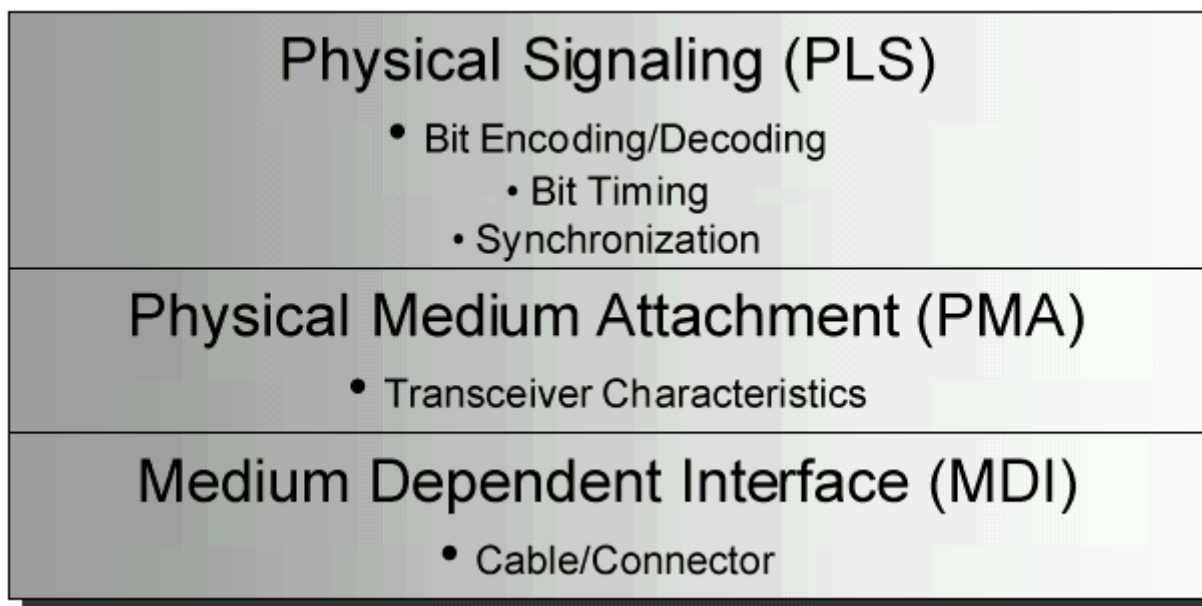 Physical Signaling (PLS)
• Bit Encoding/Decoding
• Bit Timing
• Synchronization
Physical Medium Attachment (PMA)
• Transceiver Characteristics
Medium Dependent Interface (MDI)
• Cable/Connector